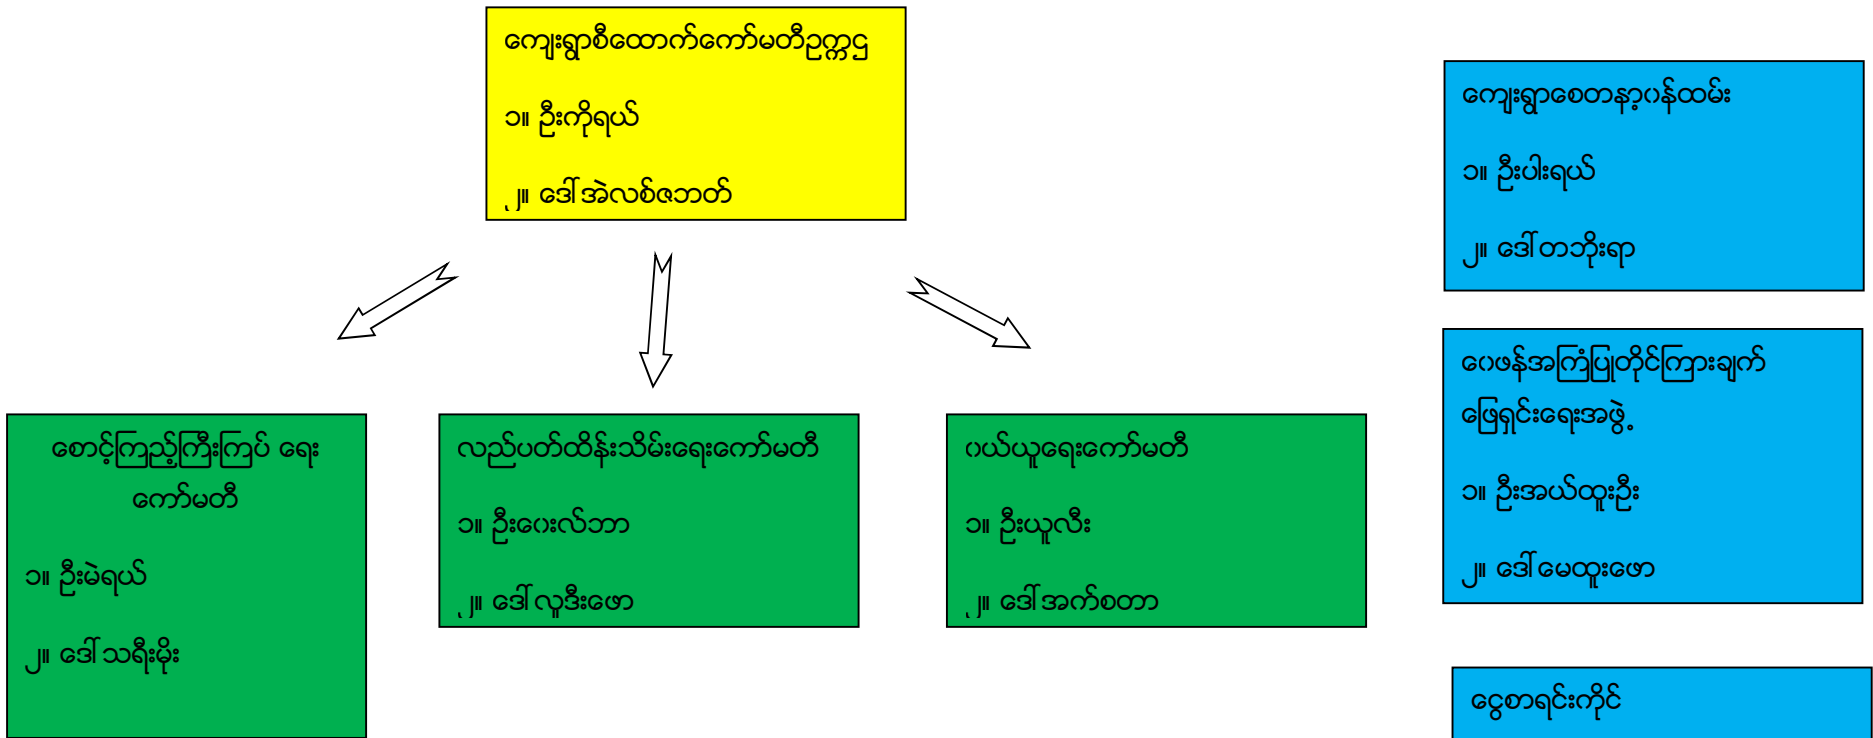 ကျေးရွာစီထောက်ကော်မတီဥက္ကဌ
၁။ ဦးကိုရယ်
၂။ ဒေါ်အဲလစ်ဇဘတ်
ကျေးရွာစေတနာ့ဝန်ထမ်း
၁။ ဦးပါးရယ်
၂။ ဒေါ်တဘိုးရာ
ဝေဖန်အကြံပြုတိုင်ကြားချက်
ဖြေရှင်းရေးအဖွဲ့
၁။ ဦးအယ်ထူးဦး
၂။ ဒေါ်မေထူးဖော
စောင့်ကြည့်ကြီးကြပ် ရေး
ကော်မတီ
၁။ ဦးမဲရယ်
၂။ ဒေါ်သရီးမိုး
လည်ပတ်ထိန်းသိမ်းရေးကော်မတီ
၁။ ဦးဝေးလ်ဘာ
၂။ ဒေါ်လူဒီးဖော
ဝယ်ယူရေးကော်မတီ
၁။ ဦးယူလီး
၂။ ဒေါ်အက်စတာ
ငွေစာရင်းကိုင်